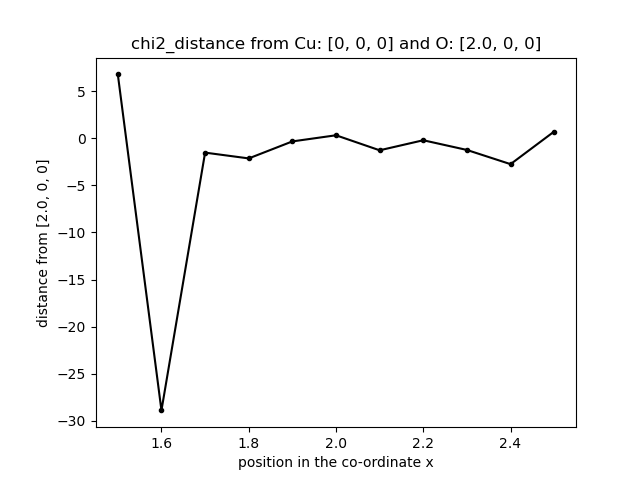 chi2_distance from Cu: [0, 0, 0] and O: [2.0, 0, 0]
distance from [2.0, 0, 0]
5
0
−5
−10
−15
−20
−25
−30
1.6 1.8 2.0 2.2 2.4
position in the co-ordinate x